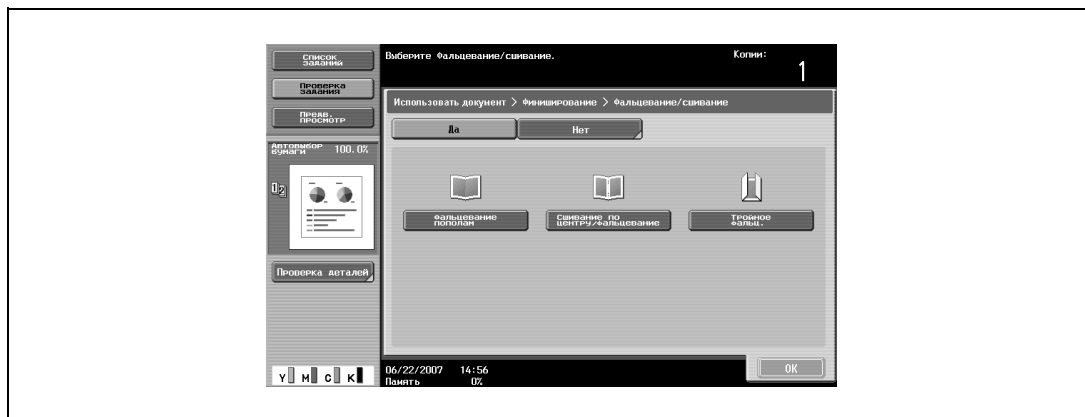 Список
заданий
Выберите Фальцевание/сшивание.
Копии:
1
Проверка
задания
Использовать документ > Финиширование > Фальцевание/сшивание
Предв.
просмотр
Да
Нет
Автовыбор
бумаги
100.0%
1
2
Фальцевание
пополам
Сшивание по
центру/Фальцевание
Тройное
Фальц.
Проверка деталей
06/22/2007 14:56
Память 0%
Y M C K
OK